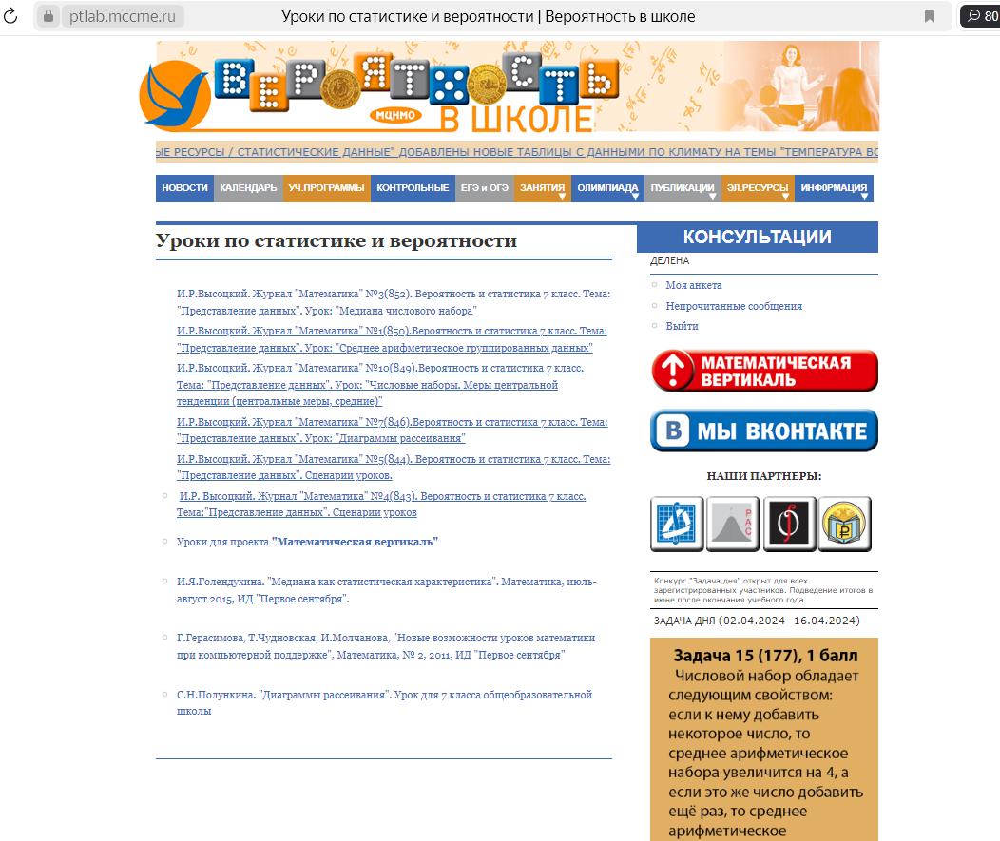 ptlab.mccme.ru
Уроки по статистике и вероятности | Вероятность в школе
80
ВЕРОЯТНОСТЬ
МЦНМО
В ШКОЛЕ
ЫЕ РЕСУРСЫ / СТАТИСТИЧЕСКИЕ ДАННЫЕ" ДОБАВЛЕНЫ НОВЫЕ ТАБЛИЦЫ С ДАННЫМИ ПО КЛИМАТУ НА ТЕМЫ "ТЕМПЕРАТУРА ВО
НОВОСТИ КАЛЕНДАРЬ УЧ.ПРОГРАММЫ КОНТРОЛЬНЫЕ ЕГЭ и ОГЭ ЗАНЯТИЯ ОЛИМПИАДА ПУБЛИКАЦИИ ЭЛ.РЕСУРСЫ ИНФОРМАЦИЯ
Уроки по статистике и вероятности
И.Р.Высоцкий. Журнал "Математика" №3(852). Вероятность и статистика 7 класс. Тема:
"Представление данных". Урок: "Медиана числового набора"
И.Р.Высоцкий. Журнал "Математика" №1(850).Вероятность и статистика 7 класс. Тема:
"Представление данных". Урок: "Среднее арифметическое группированных данных"
И.Р.Высоцкий. Журнал "Математика" №10(849).Вероятность и статистика 7 класс.
Тема: "Представление данных". Урок: "Числовые наборы. Меры центральной
тенденции (центральные меры, средние)"
И.Р.Высоцкий. Журнал "Математика" №7(846).Вероятность и статистика 7 класс. Тема:
"Представление данных". Урок: "Диаграммы рассеивания"
И.Р.Высоцкий. Журнал "Математика" №5(844). Вероятность и статистика 7 класс. Тема:
"Представление данных". Сценарии уроков.
И.Р. Высоцкий. Журнал "Математика" №4(843). Вероятность и статистика 7 класс.
Тема:"Представление данных". Сценарии уроков
Уроки для проекта "Математическая вертикаль"
И.Я.Голендухина. "Медиана как статистическая характеристика". Математика, июль-
август 2015, ИД "Первое сентября".
Г.Герасимова, Т.Чудновская, И.Молчанова, "Новые возможности уроков математики
при компьютерной поддержке", Математика, № 2, 2011, ИД "Первое сентября"
С.Н.Полункина. "Диаграммы рассеивания". Урок для 7 класса общеобразовательной
школы
КОНСУЛЬТАЦИИ
ДЕЛЕНА
Моя анкета
Непрочитанные сообщения
Выйти
МАТЕМАТИЧЕСКАЯ
ВЕРТИКАЛЬ
В МЫ ВКОНТАКТЕ
НАШИ ПАРТНЕРЫ:
РАС
Конкурс "Задача дня" открыт для всех
зарегистрированных участников. Подведение итогов в
июне после окончания учебного года.
ЗАДАЧА ДНЯ (02.04.2024- 16.04.2024)
Задача 15 (177), 1 балл
Числовой набор обладает
следующим свойством:
если к нему добавить
некоторое число, то
среднее арифметическое
набора увеличится на 4, а
если это же число добавить
ещё раз, то среднее
арифметическое